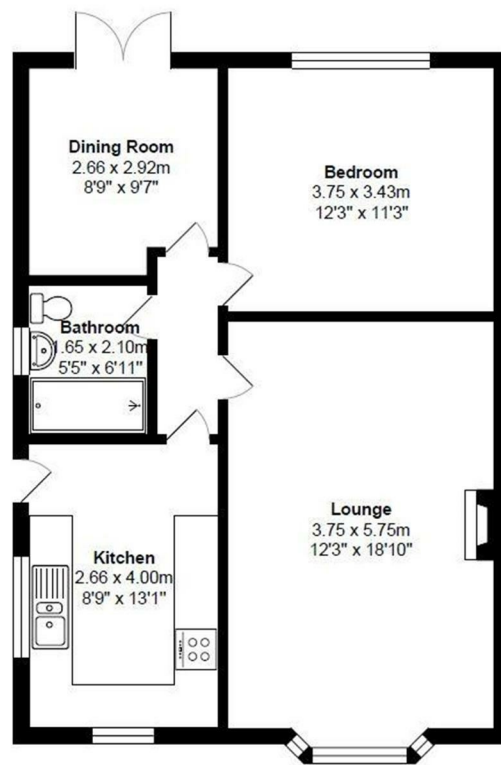 Dining Room
2.66 x 2.92m
8'9" x 9'7"
Bedroom
3.75 x 3.43m
12'3" x 11'3"
Bathroom
1.65 x 2.10m
5'5" x 6'11"
Lounge
3.75 x 5.75m
12'3" x 18'10"
Kitchen
2.66 x 4.00m
8'9" x 13'1"